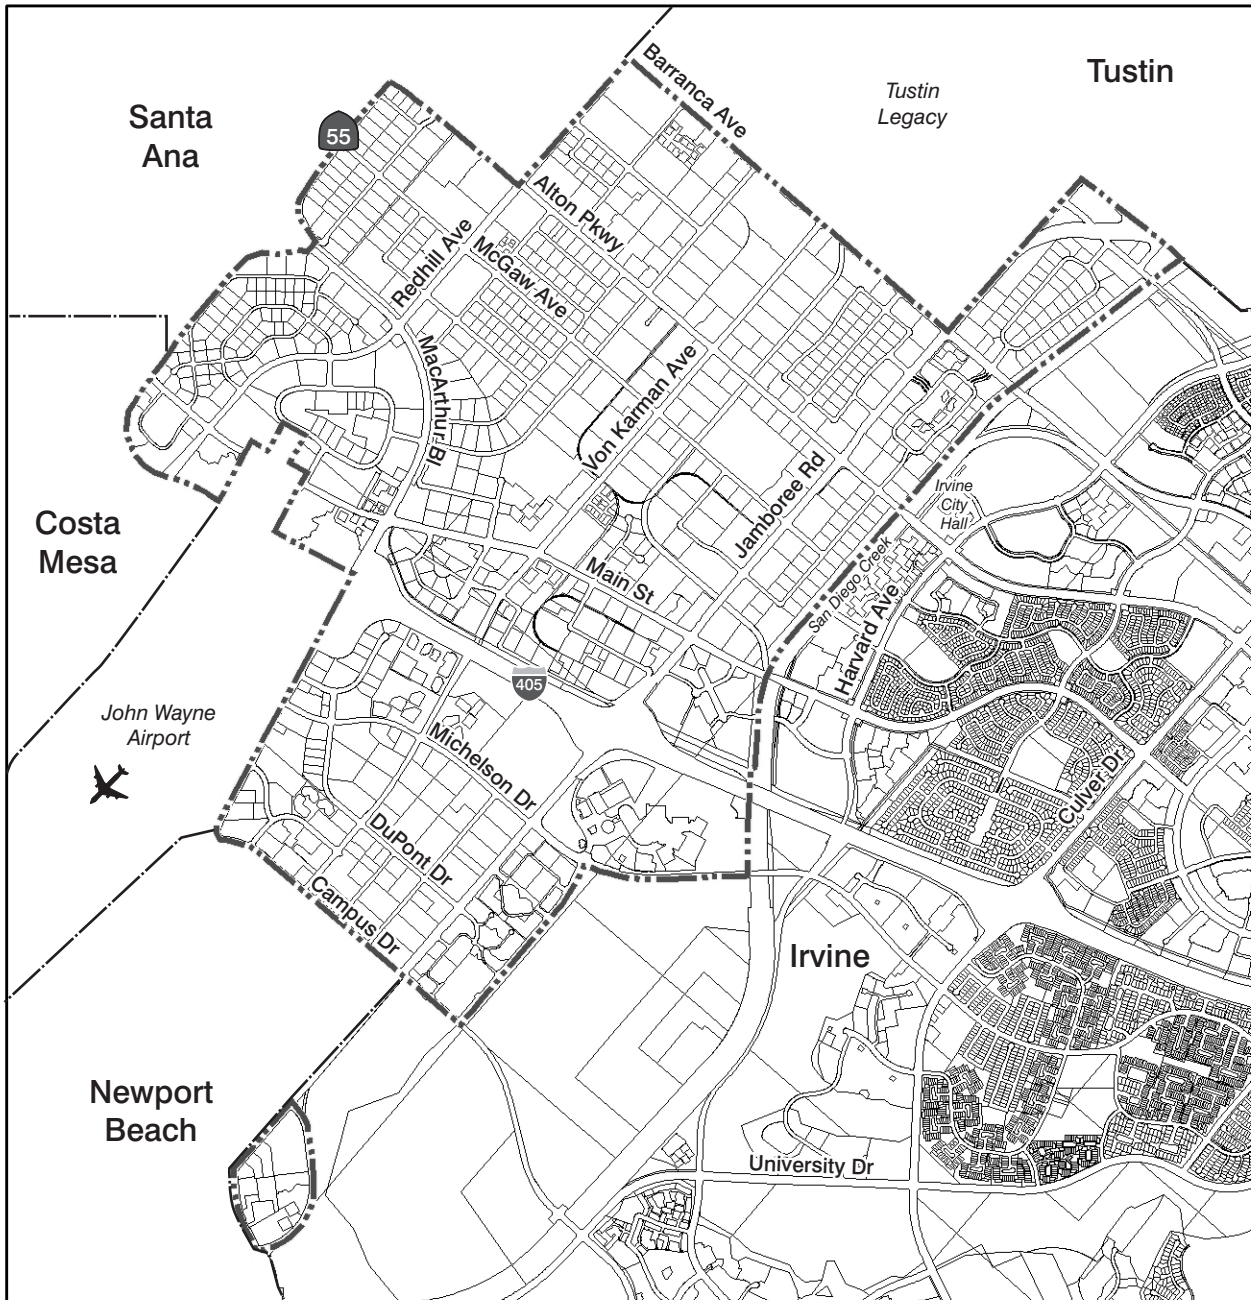 Barranca Ave
Tustin
Tustin
Legacy
Santa
Ana
55
Alton Pkwy
Redhill Ave
McGaw Ave
MacArthur Bl
Von Karman Ave
Jamboree Rd
Irvine
City
Hall
Costa
Mesa
San Diego Creek
Main St
Harvard Ave
405
John Wayne
Airport
Michelson Dr
Culver Dr
DuPont Dr
Campus Dr
Irvine
Newport
Beach
University Dr